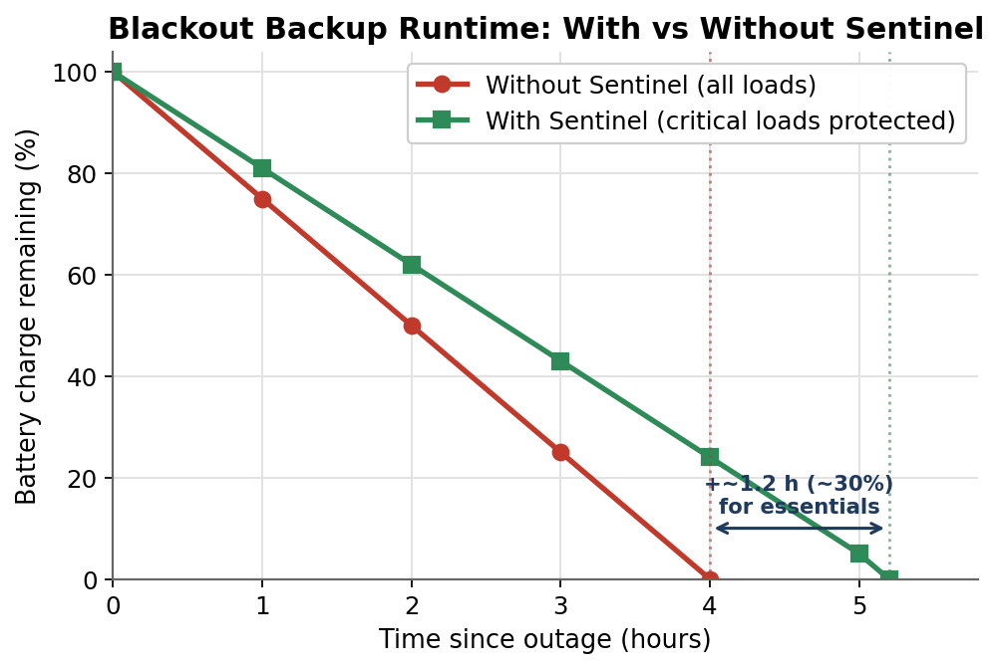 Blackout Backup Runtime: With vs Without Sentinel
Without Sentinel (all loads)
With Sentinel (critical loads protected)
Battery charge remaining (%)
100
80
60
40
20
0
+~1.2 h (~30%)
for essentials
0 1 2 3 4 5
Time since outage (hours)